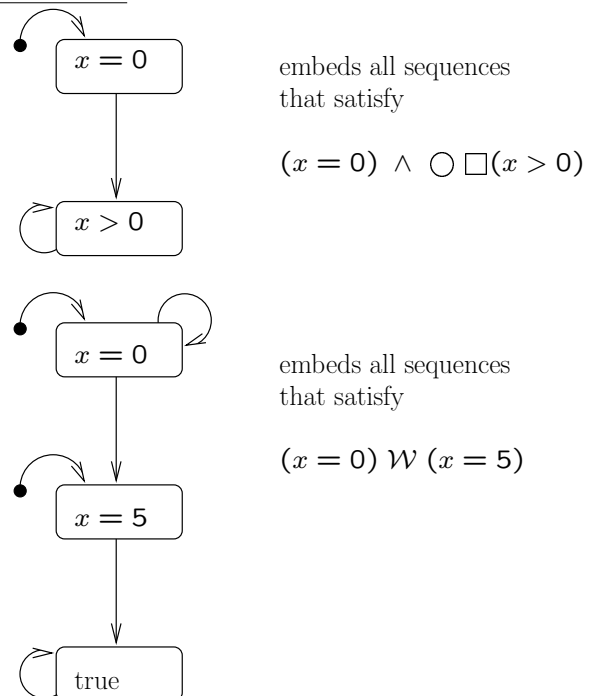 x = 0
embeds all sequences
that satisfy
(x = 0) ∧ ◯ □(x > 0)
x > 0
x = 0
embeds all sequences
that satisfy
(x = 0) 𝒲 (x = 5)
x = 5
true